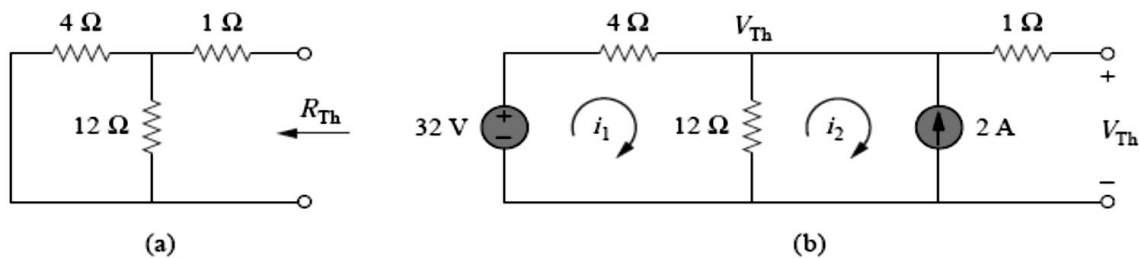 4 Ω 1 Ω
12 Ω
R_Th
(a)
4 Ω V_Th 1 Ω
32 V + − i_1 12 Ω i_2 2 A + V_Th −
(b)